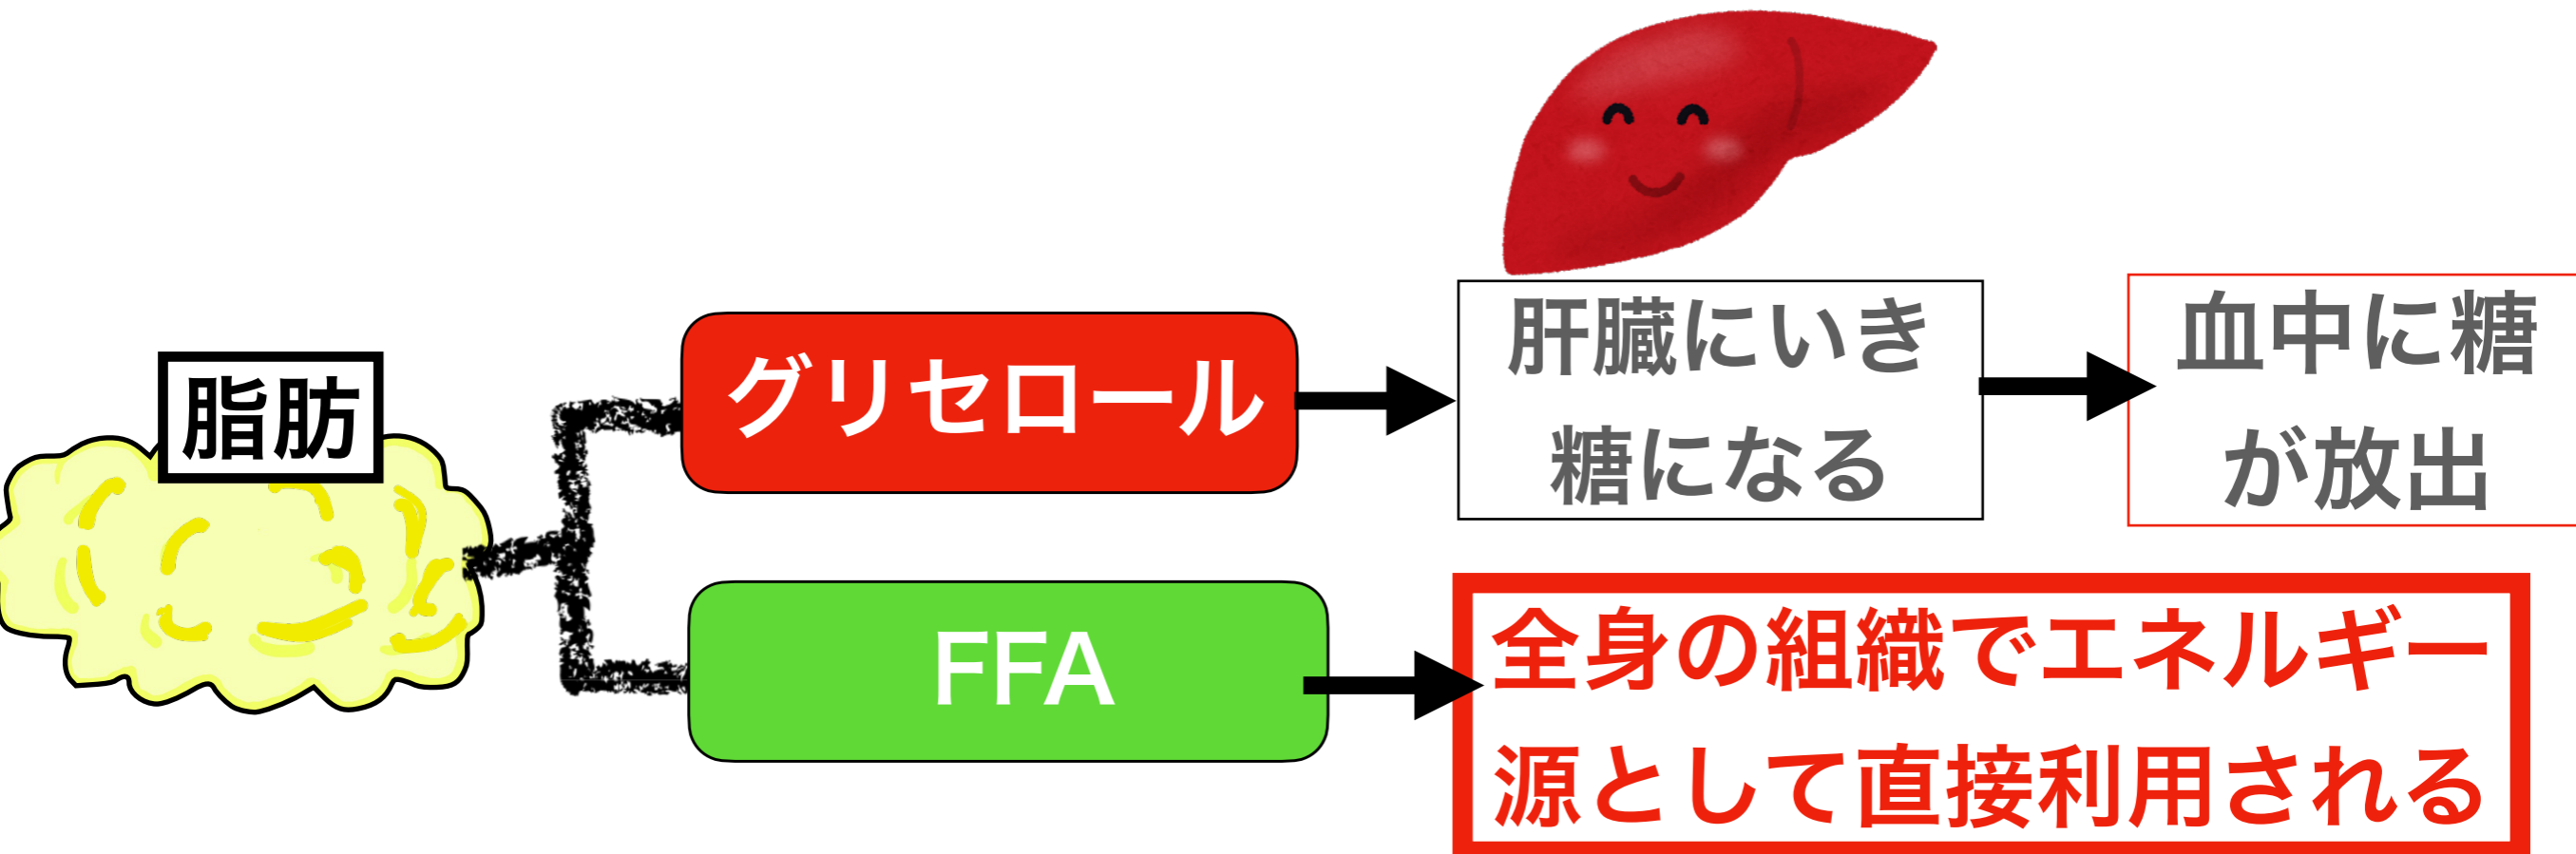 脂肪
グリセロール
肝臓にいき
糖になる
血中に糖
が放出
FFA
全身の組織でエネルギー
源として直接利用される